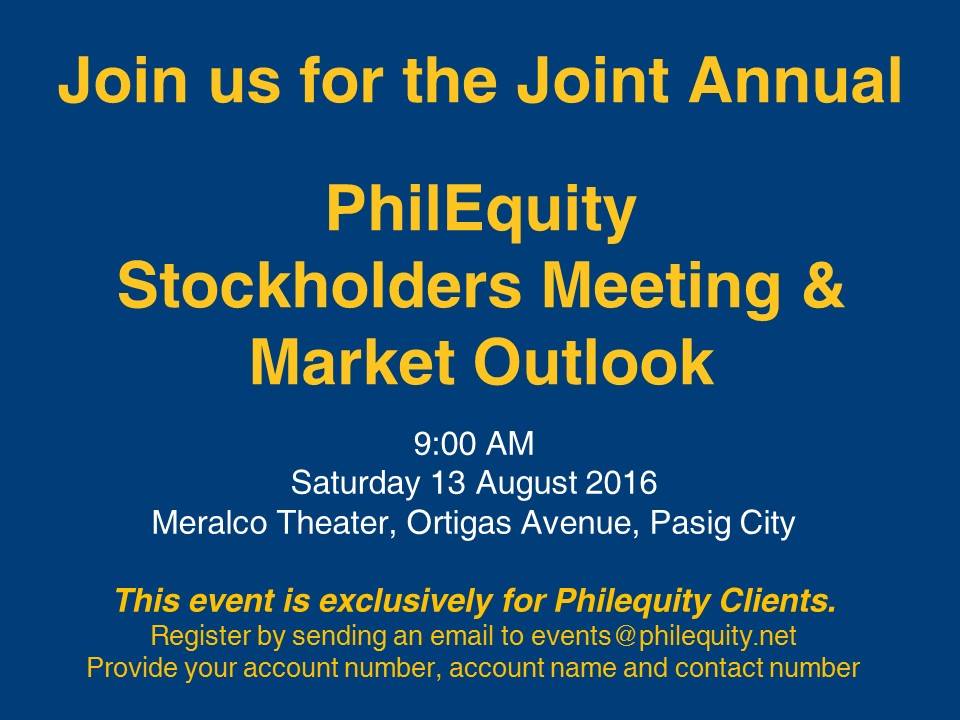 Join us for the Joint Annual
PhilEquity
Stockholders Meeting &
Market Outlook
9:00 AM
Saturday 13 August 2016
Meralco Theater, Ortigas Avenue, Pasig City
This event is exclusively for Philequity Clients.
Register by sending an email to events@philequity.net
Provide your account number, account name and contact number